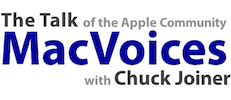 The Talk of the Apple Community
MacVoices
with Chuck Joiner